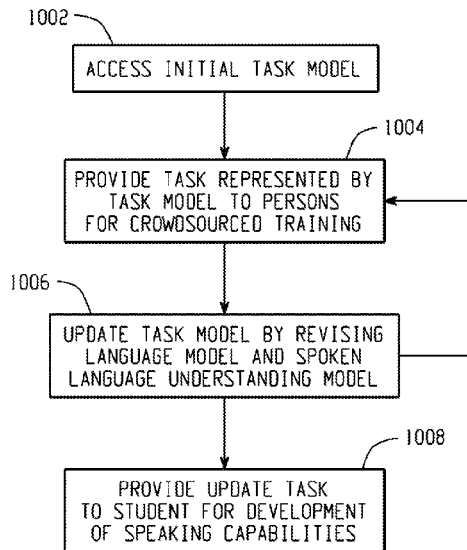 1002
ACCESS INITIAL TASK MODEL
1004
PROVIDE TASK REPRESENTED BY
TASK MODEL TO PERSONS
FOR CROWDSOURCED TRAINING
1006
UPDATE TASK MODEL BY REVISING
LANGUAGE MODEL AND SPOKEN
LANGUAGE UNDERSTANDING MODEL
1008
PROVIDE UPDATE TASK
TO STUDENT FOR DEVELOPMENT
OF SPEAKING CAPABILITIES